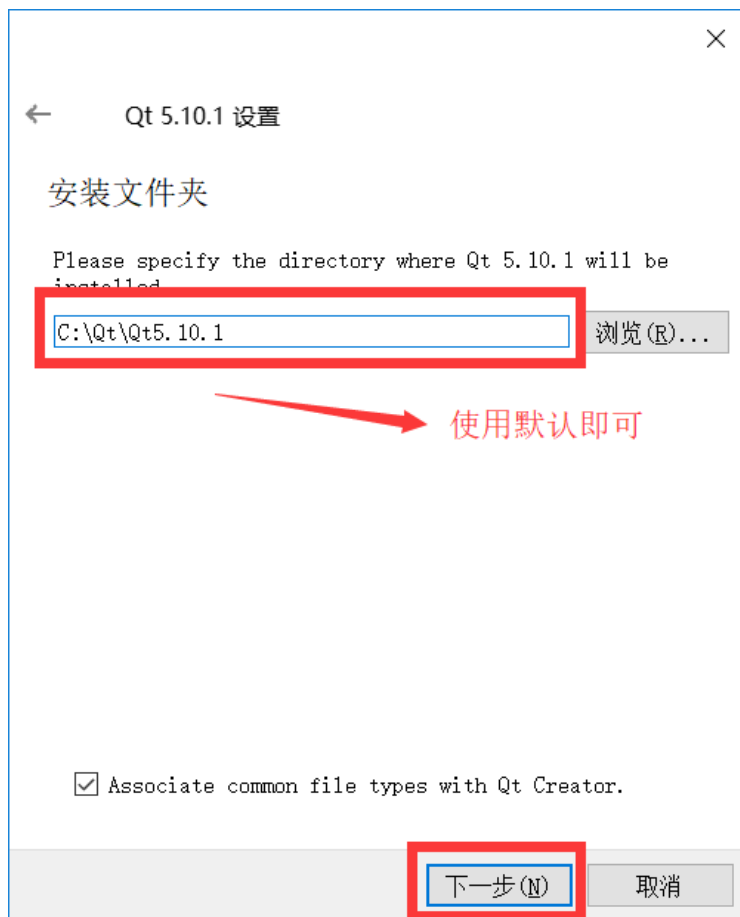 Qt 5.10.1 设置
安装文件夹
Please specify the directory where Qt 5.10.1 will be
installed
C:\Qt\Qt5.10.1
浏览(R)...
使用默认即可
Associate common file types with Qt Creator.
下一步(N)
取消